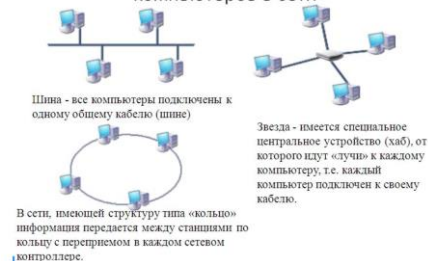 Шина - все компьютеры подключены к
одному общему кабелю (шине)
Звезда - имеется специальное
центральное устройство (хаб), от
которого идут «лучи» к каждому
компьютеру, т.е. каждый
компьютер подключен к своему
кабелю.
В сети, имеющей структуру типа «кольцо»
информация передается между станциями по
кольцу с переприемом в каждом сетевом
контроллере.